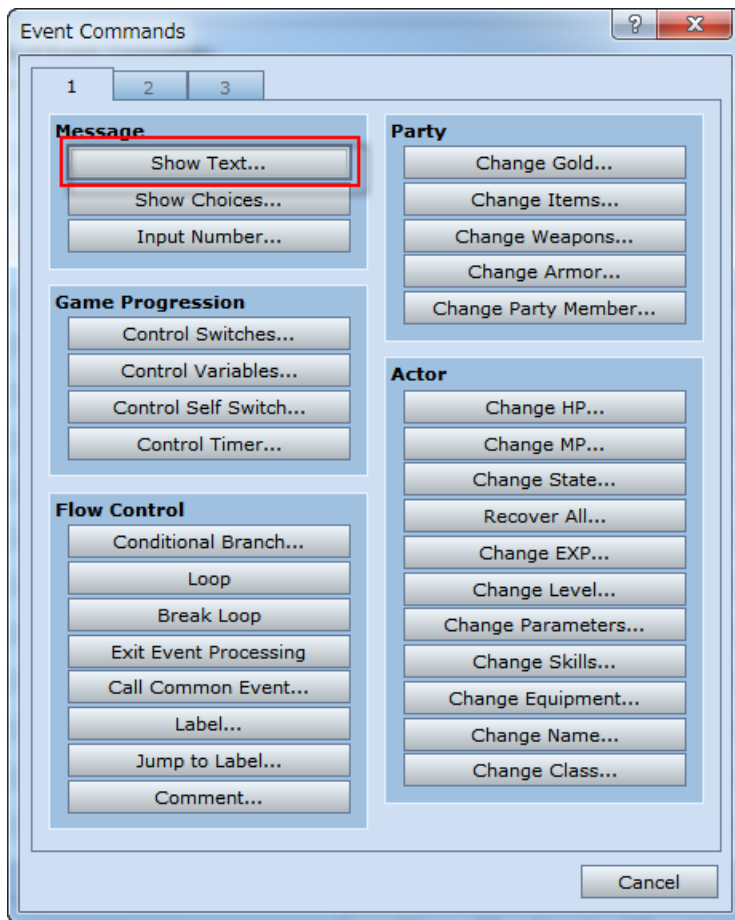 Event Commands
1
2
3
Message
Show Text...
Show Choices...
Input Number...
Game Progression
Control Switches...
Control Variables...
Control Self Switch...
Control Timer...
Flow Control
Conditional Branch...
Loop
Break Loop
Exit Event Processing
Call Common Event...
Label...
Jump to Label...
Comment...
Party
Change Gold...
Change Items...
Change Weapons...
Change Armor...
Change Party Member...
Actor
Change HP...
Change MP...
Change State...
Recover All...
Change EXP...
Change Level...
Change Parameters...
Change Skills...
Change Equipment...
Change Name...
Change Class...
Cancel